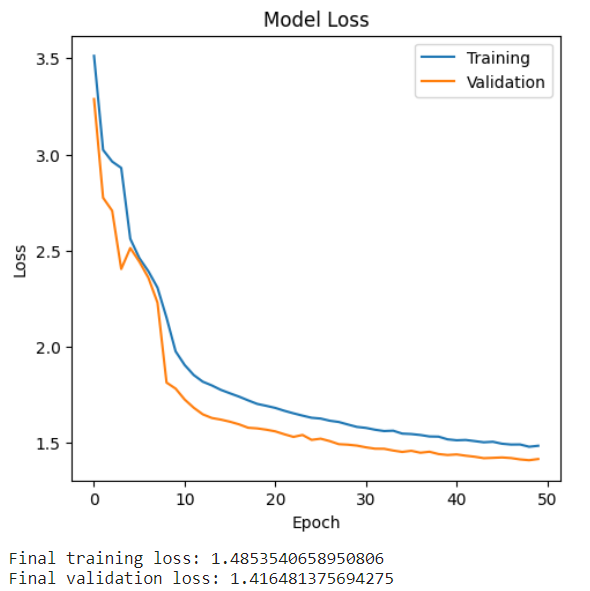 Model Loss
Training
Validation
3.5
3.0
2.5
2.0
1.5
Loss
0
10
20
30
40
50
Epoch
Final training loss: 1.4853540658950806
Final validation loss: 1.416481375694275